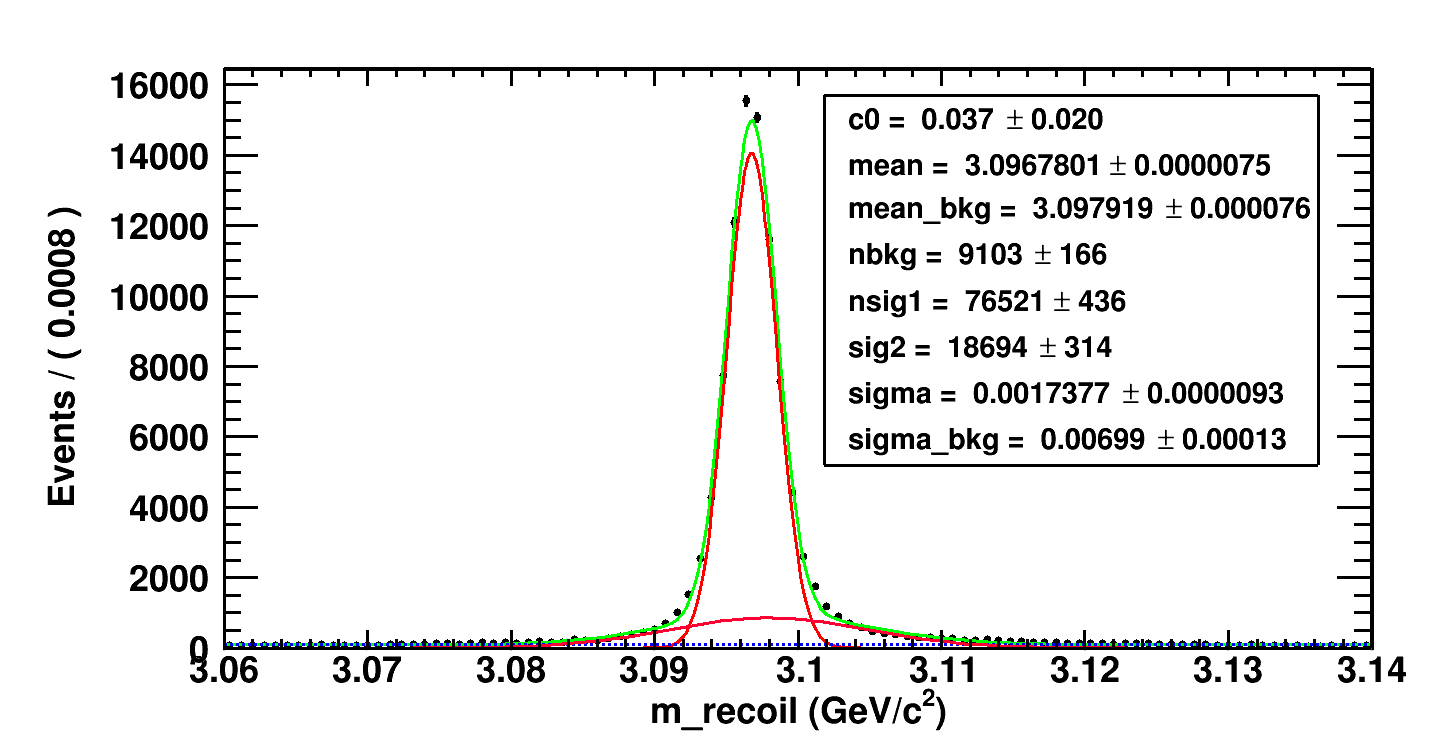 16000
14000
12000
10000
8000
6000
4000
2000
0
Events / ( 0.0008 )
c0 = 0.037 ± 0.020
mean = 3.0967801 ± 0.0000075
mean_bkg = 3.097919 ± 0.000076
nbkg = 9103 ± 166
nsig1 = 76521 ± 436
sig2 = 18694 ± 314
sigma = 0.0017377 ± 0.0000093
sigma_bkg = 0.00699 ± 0.00013
3.06 3.07 3.08 3.09 3.1 3.11 3.12 3.13 3.14
m_recoil (GeV/c²)